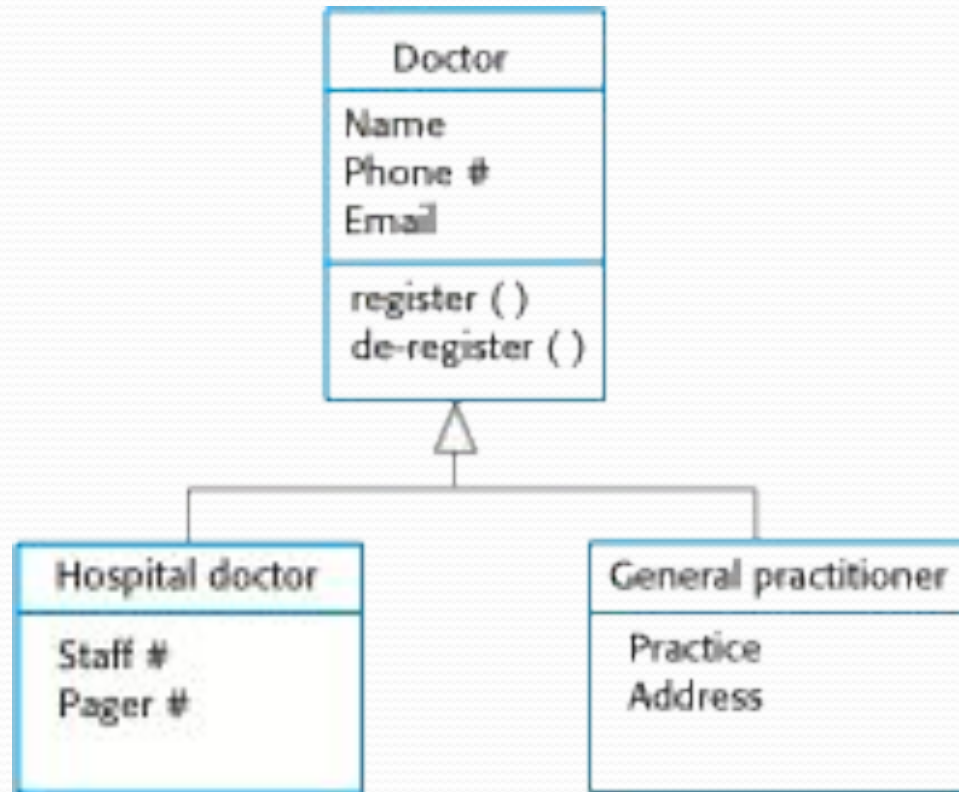 Doctor
Name
Phone #
Email
register ( )
de-register ( )
Hospital doctor
Staff #
Pager #
General practitioner
Practice
Address